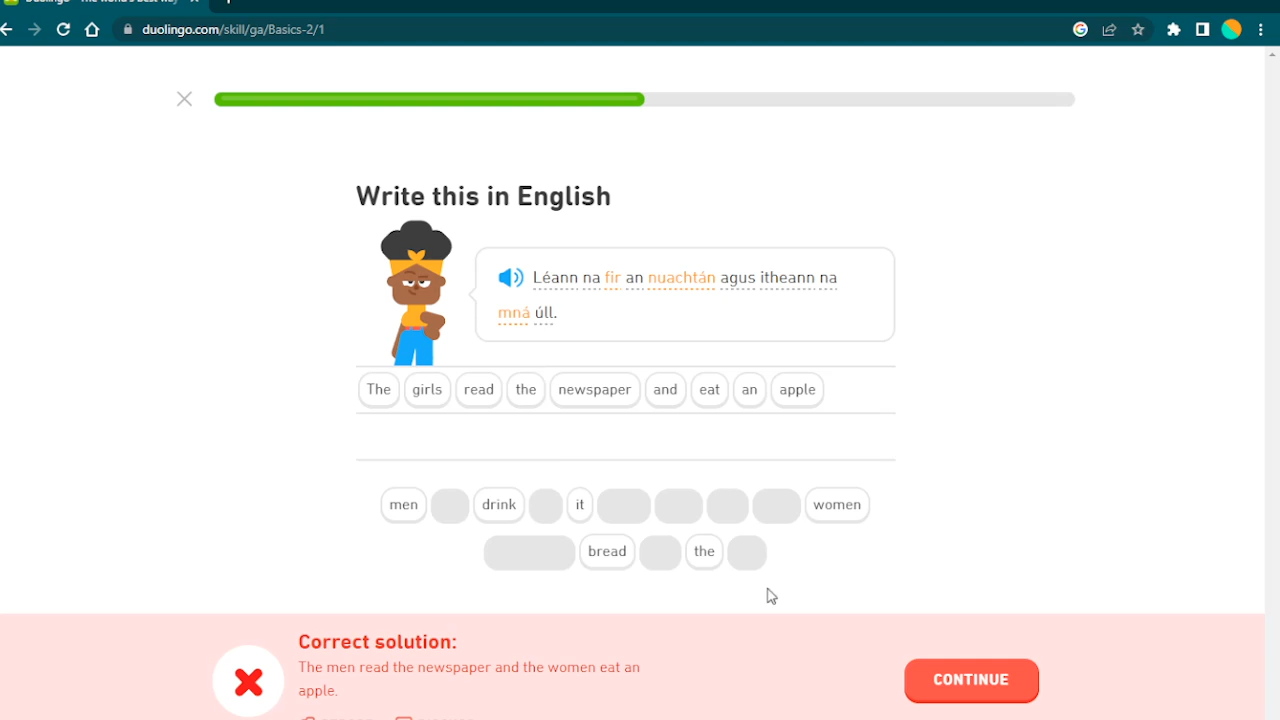 duolingo.com/skill/ga/Basics-2/1
Write this in English
Léann na fir an nuachtán agus itheann na
mná úll.
The girls read the newspaper and eat an apple
men drink it women
bread the
Correct solution:
The men read the newspaper and the women eat an
apple.
CONTINUE